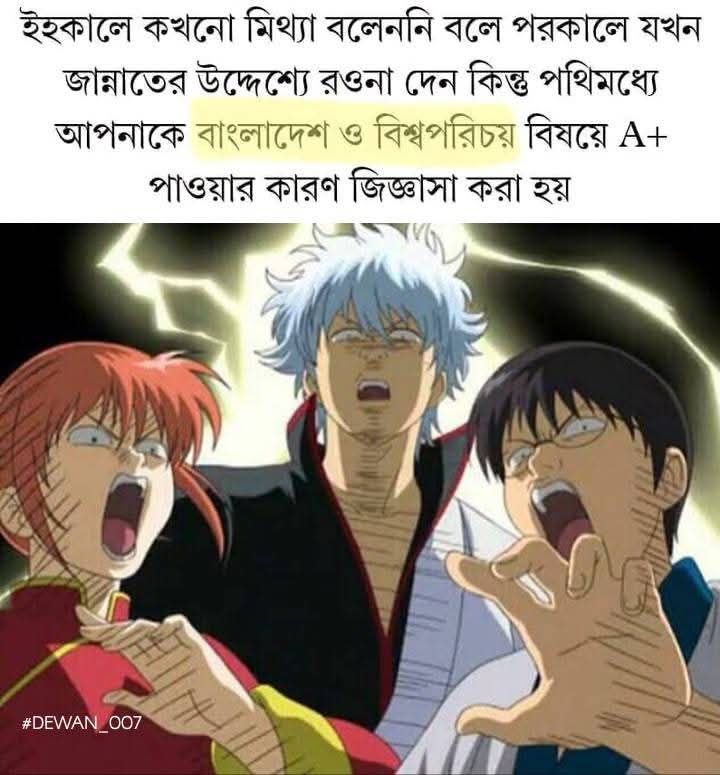 ইহকালে কখনো মিথ্যা বলেননি বলে পরকালে যখন
জান্নাতের উদ্দেশ্যে রওনা দেন কিন্তু পথিমধ্যে
আপনাকে বাংলাদেশ ও বিশ্বপরিচয় বিষয়ে A+
পাওয়ার কারণ জিজ্ঞাসা করা হয়
#DEWAN_007